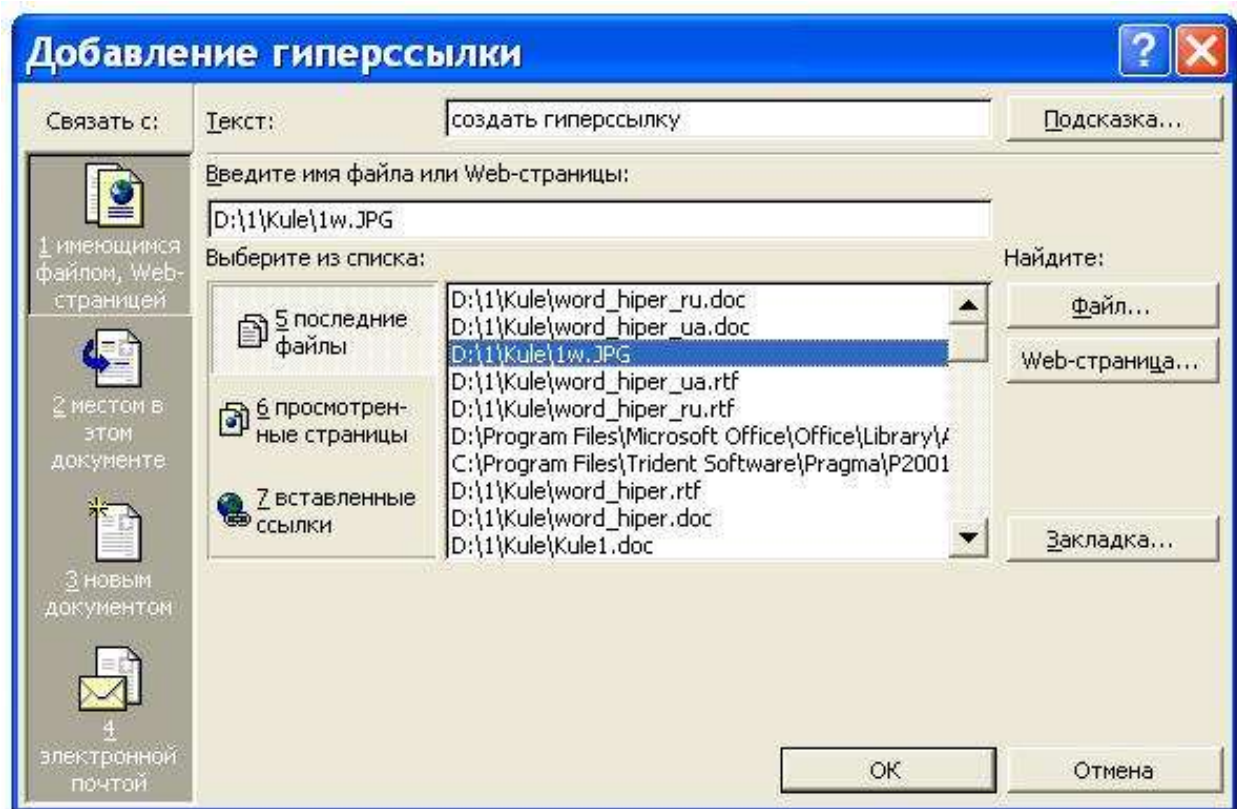 Добавление гиперссылки
Связать с:
Текст:
создать гиперссылку
Подсказка...
Введите имя файла или Web-страницы:
D:\1\Kule\1w.JPG
1 имеющимся
файлом, Web-
страницей
Выберите из списка:
Найдите:
5 последние
файлы
6 просмотрен-
ные страницы
7 вставленные
ссылки
D:\1\Kule\word_hiper_ru.doc
D:\1\Kule\word_hiper_ua.doc
D:\1\Kule\1w.JPG
D:\1\Kule\word_hiper_ua.rtf
D:\1\Kule\word_hiper_ru.rtf
D:\Program Files\Microsoft Office\Office\Library\
C:\Program Files\Trident Software\Pragma\P2001
D:\1\Kule\word_hiper.rtf
D:\1\Kule\word_hiper.doc
D:\1\Kule\Kule1.doc
Файл...
Web-страница...
Закладка...
2 местом в
этом
документе
3 новым
документом
4
электронной
почтой
ОК
Отмена